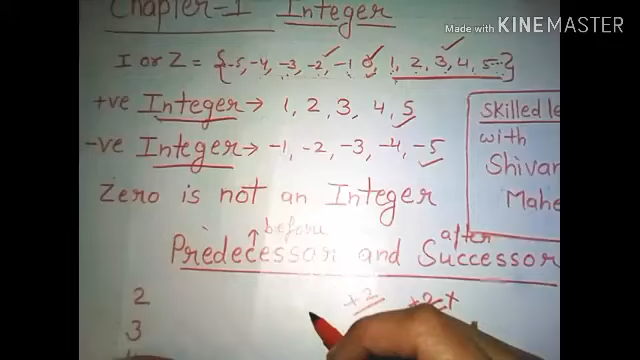 Made with KINEMASTER
Chapter-1 Integer
I or Z = {-5, -4, -3, -2, -1 0, 1, 2, 3, 4, 5---}
+ve Integer → 1, 2, 3, 4, 5
-ve Integer → -1, -2, -3, -4, -5
Skilled le
with
Shivan
Mahe
Zero is not an Integer
before after
Predecessor and Successor
2 +2 +2
3